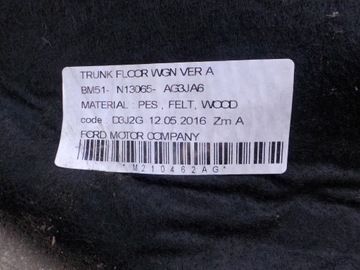 TRUNK FLOOR WGN VER A
BM51- N13065- AG3JA6
MATERIAL : PES , FELT, WOOD
code : D3J2G 12.05.2016 Zm A
FORD MOTOR COMPANY
*M210462AG*